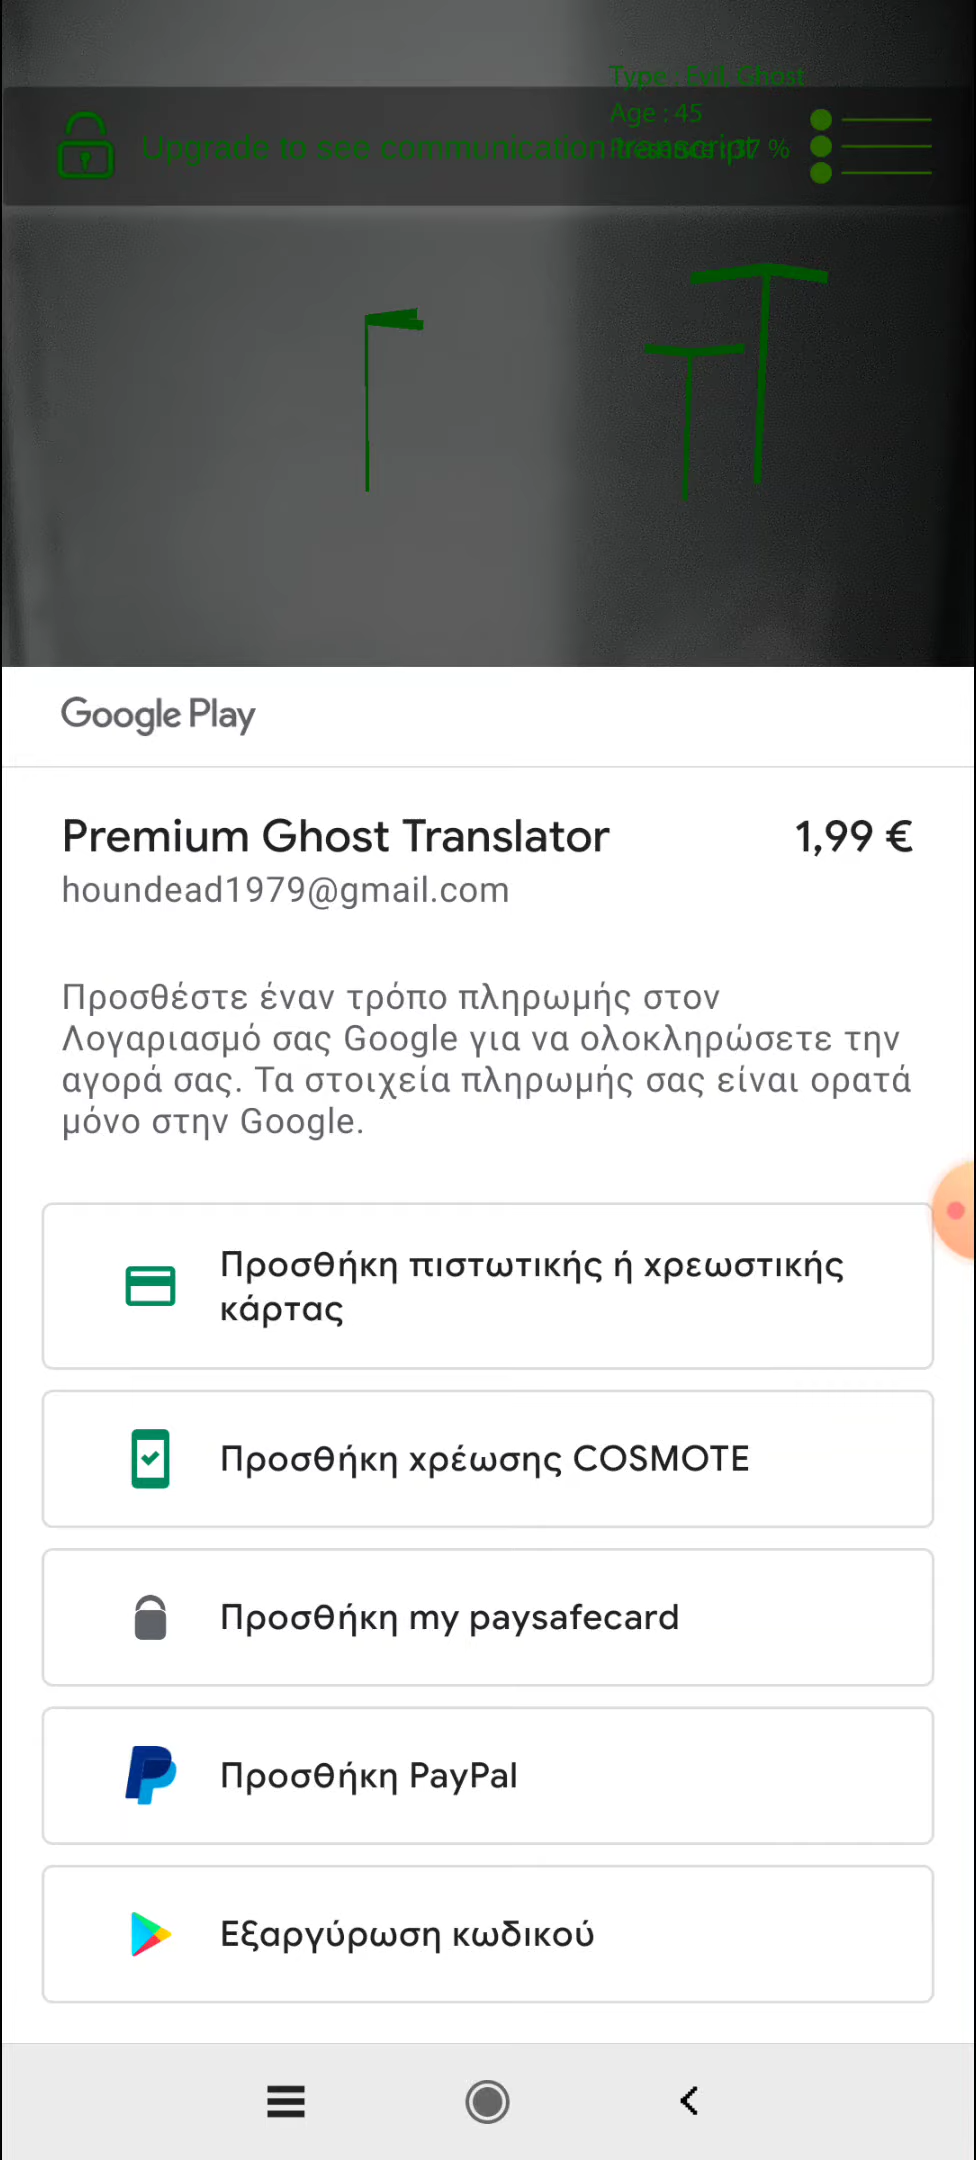 Type : Evil Ghost
Age : 45
Upgrade to see communication transcript
Presence : 37 %
Google Play
Premium Ghost Translator
1,99 €
houndead1979@gmail.com
Προσθέστε έναν τρόπο πληρωμής στον
Λογαριασμό σας Google για να ολοκληρώσετε την
αγορά σας. Τα στοιχεία πληρωμής σας είναι ορατά
μόνο στην Google.
Προσθήκη πιστωτικής ή χρεωστικής
κάρτας
Προσθήκη χρέωσης COSMOTE
Προσθήκη my paysafecard
Προσθήκη PayPal
Εξαργύρωση κωδικού